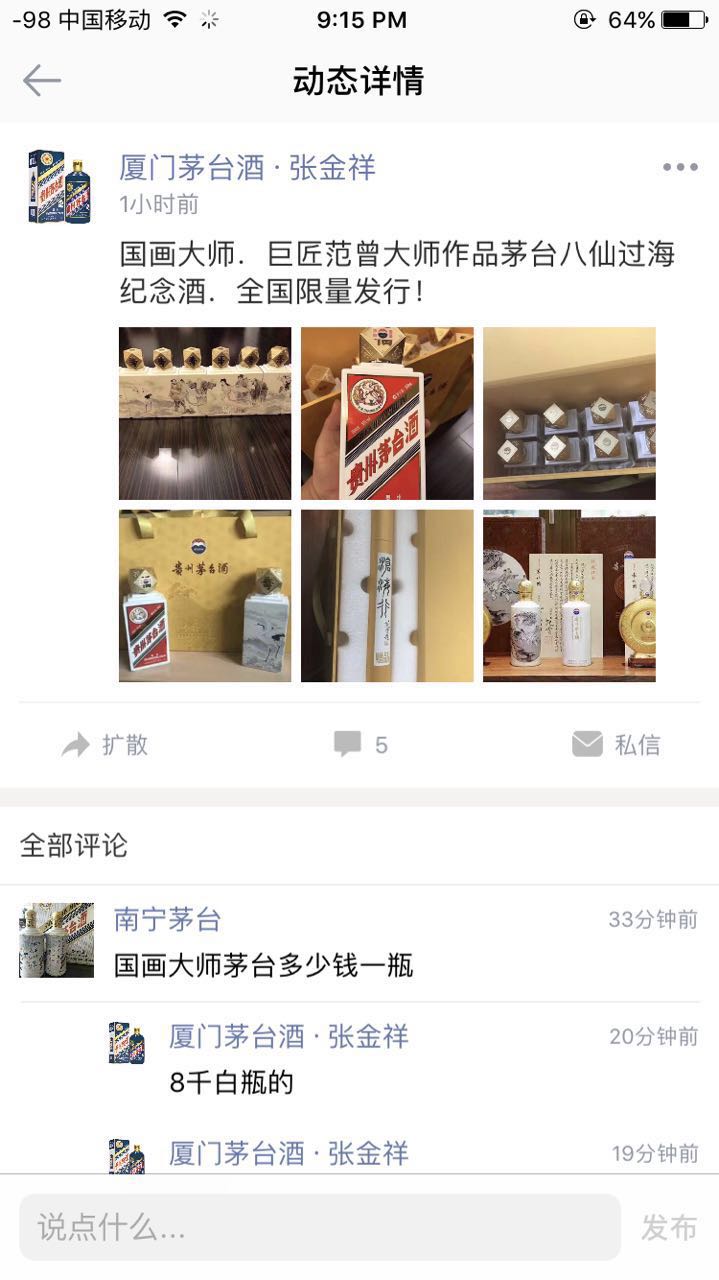 -98 中国移动 9:15 PM 64%
动态详情
厦门茅台酒 · 张金祥
1小时前
国画大师．巨匠范曾大师作品茅台八仙过海
纪念酒．全国限量发行！
贵州茅台酒
贵州茅台酒
贵州茅台酒
扩散 5 私信
全部评论
南宁茅台 33分钟前
国画大师茅台多少钱一瓶
厦门茅台酒 · 张金祥 20分钟前
8千白瓶的
厦门茅台酒 · 张金祥 19分钟前
说点什么... 发布